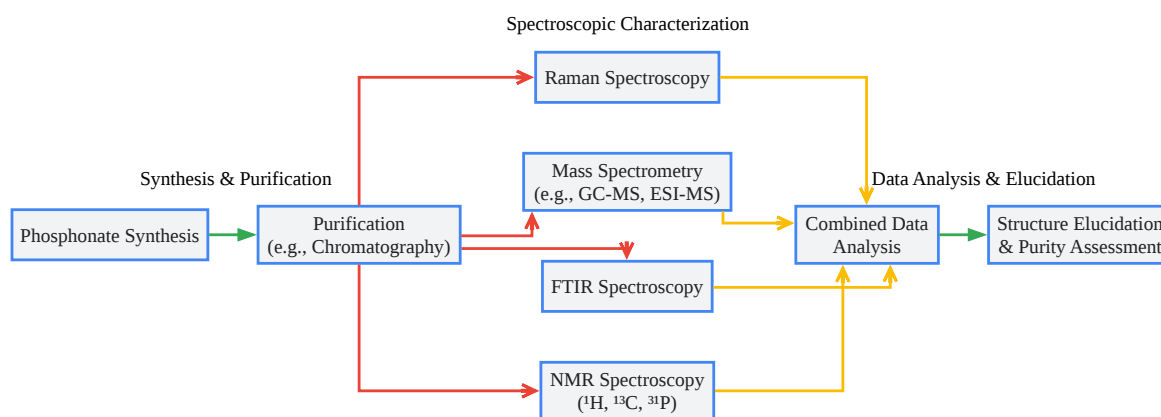 Spectroscopic Characterization
Raman Spectroscopy
Synthesis & Purification
Mass Spectrometry
(e.g., GC-MS, ESI-MS)
Data Analysis & Elucidation
Phosphonate Synthesis
Purification
(e.g., Chromatography)
Combined Data
Analysis
Structure Elucidation
& Purity Assessment
FTIR Spectroscopy
NMR Spectroscopy
(¹H, ¹³C, ³¹P)